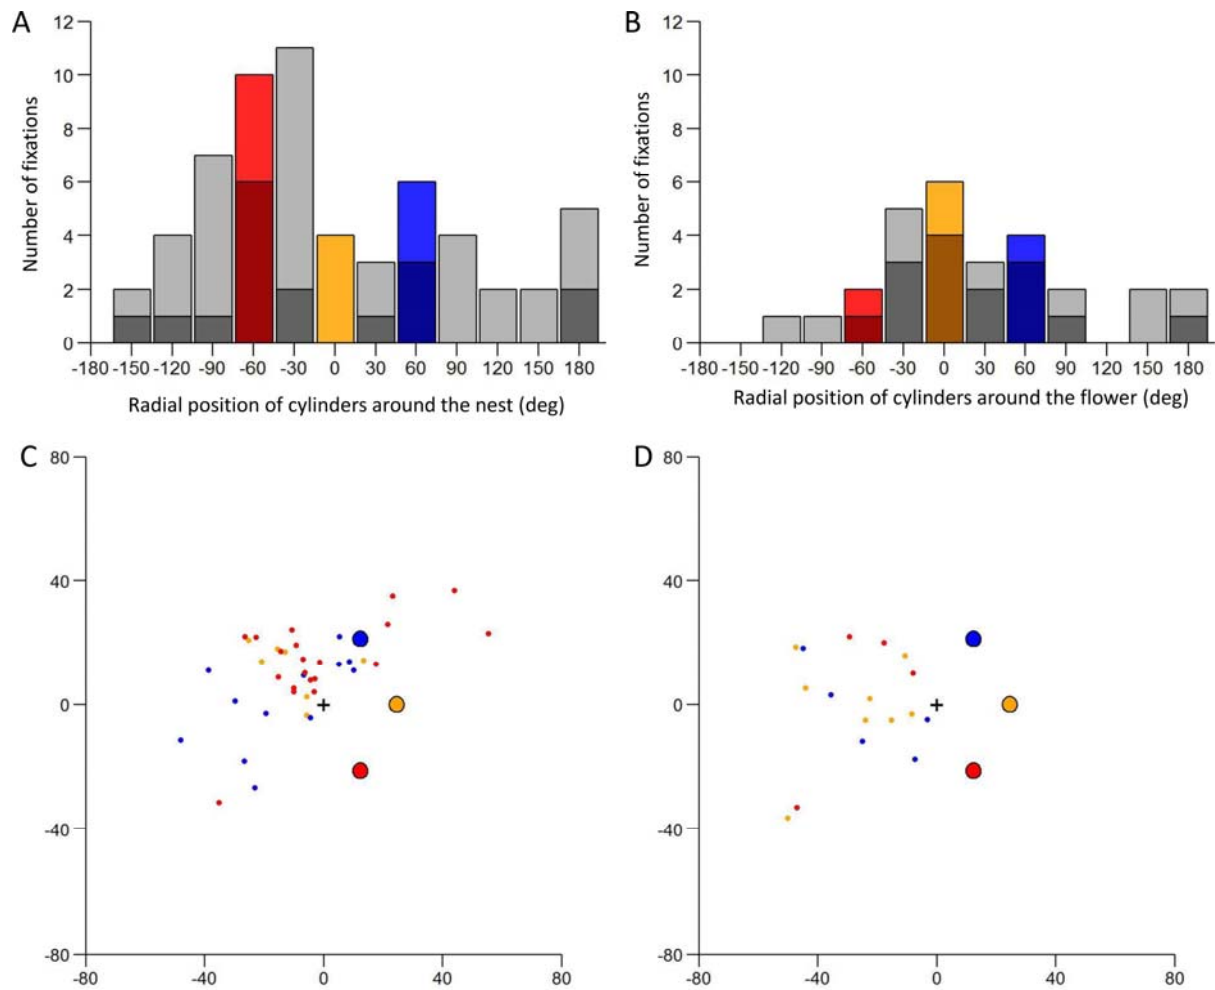 A
12
10
8
6
4
2
0
Number of fixations
-180 -150 -120 -90 -60 -30 0 30 60 90 120 150 180
Radial position of cylinders around the nest (deg)
B
12
10
8
6
4
2
0
Number of fixations
-180 -150 -120 -90 -60 -30 0 30 60 90 120 150 180
Radial position of cylinders around the flower (deg)
C
80
40
0
-40
-80
-80 -40 0 40 80
D
80
40
0
-40
-80
-80 -40 0 40 80